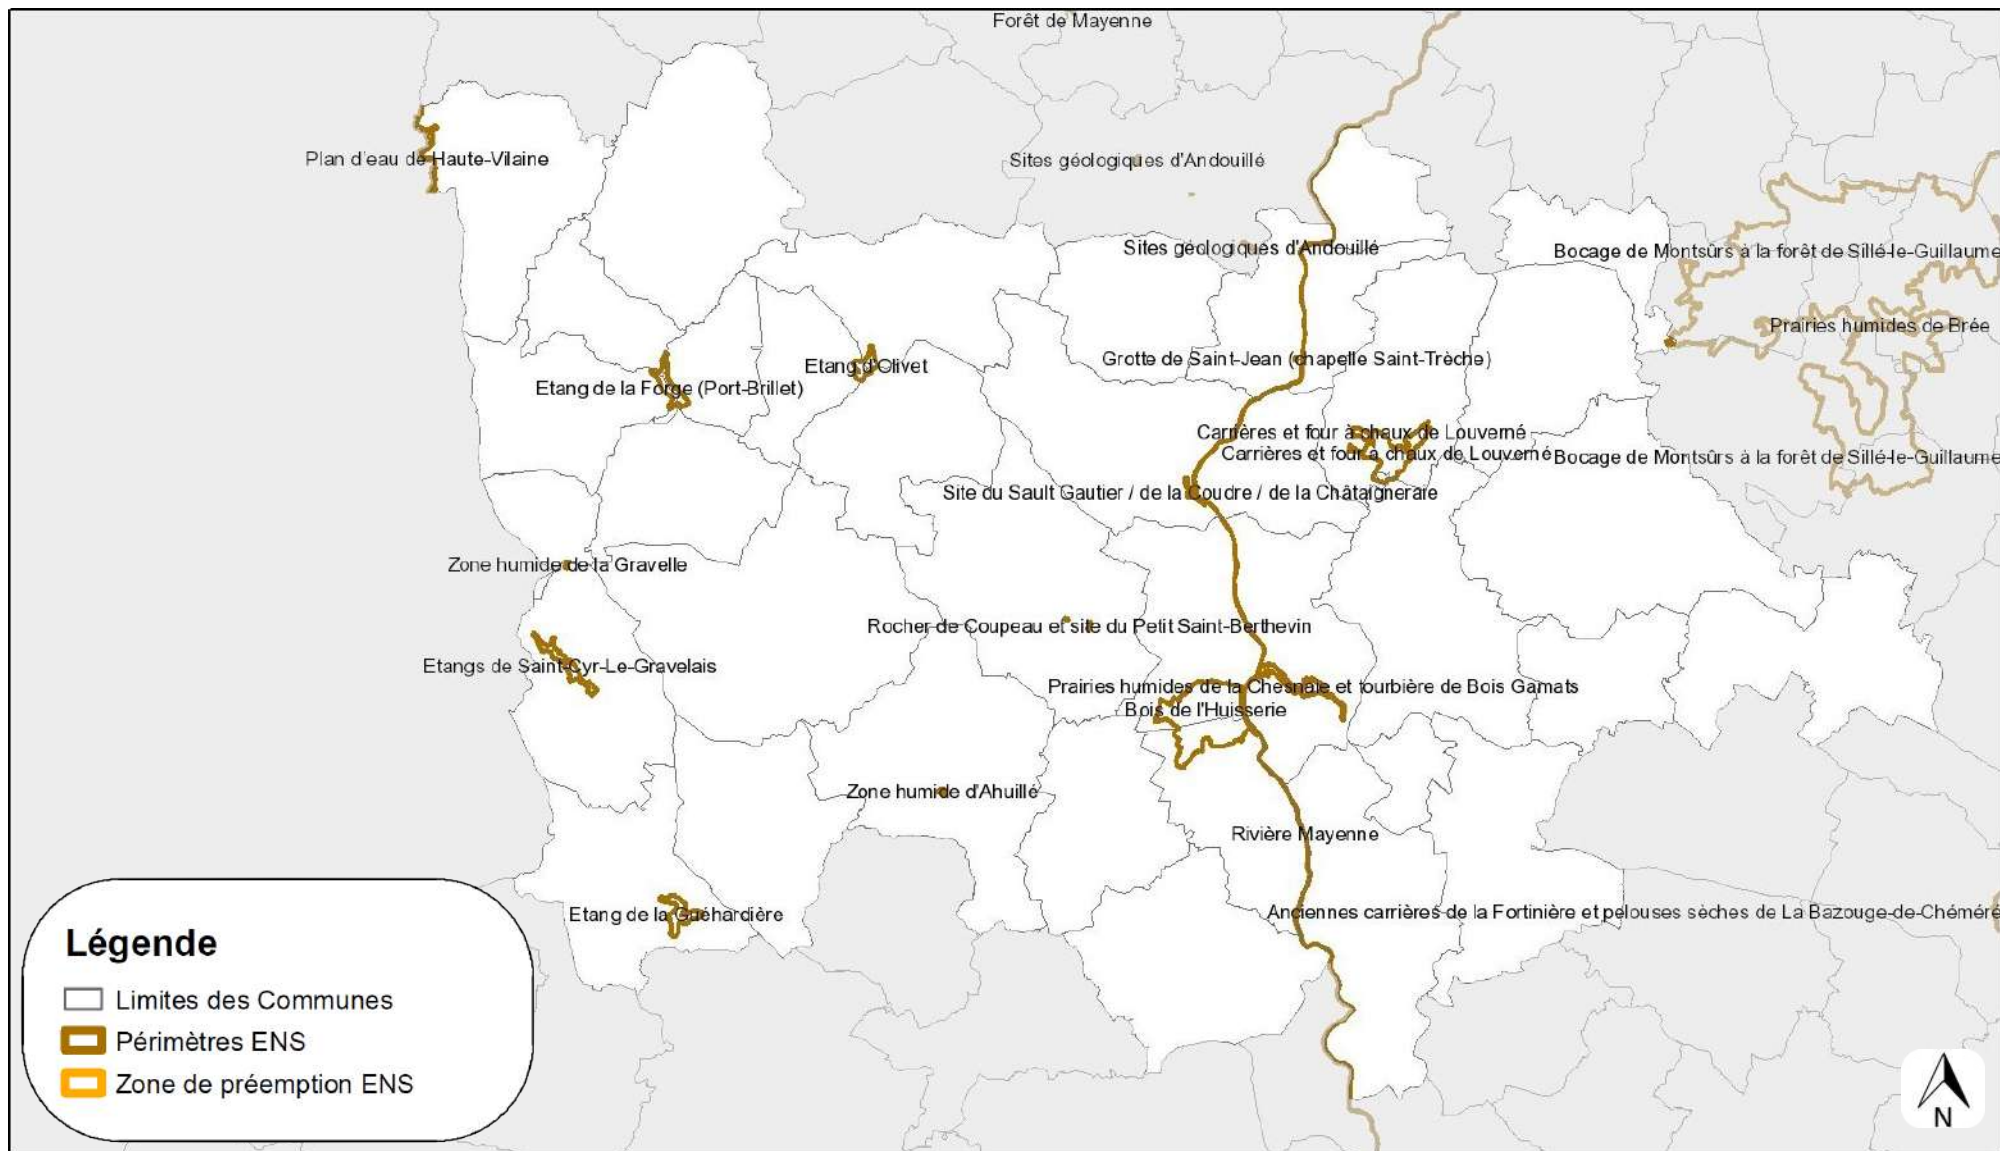 Forêt de Mayenne
Plan d'eau de Haute-Vilaine
Sites géologiques d'Andouillé
Sites géologiques d'Andouillé
Bocage de Montsûrs à la forêt de Sillé-le-Guillaume
Prairies humides de Brée
Grotte de Saint-Jean (chapelle Saint-Trèche)
Etang d'Olivet
Etang de la Forge (Port-Brillet)
Carrières et four à chaux de Louverné
Carrières et four à chaux de Louverné
Bocage de Montsûrs à la forêt de Sillé-le-Guillaume
Site du Sault Gautier / de la Coudre / de la Châtaigneraie
Zone humide de la Gravelle
Rocher de Coupeau et site du Petit Saint-Berthevin
Etangs de Saint-Cyr-Le-Gravelais
Prairies humides de la Chesnaie et tourbière de Bois Gamats
Bois de l'Huisserie
Zone humide d'Ahuillé
Rivière Mayenne
Etang de la Guéhardière
Anciennes carrières de la Fortinière et pelouses sèches de La Bazouge-de-Chéméré
Légende
Limites des Communes
Périmètres ENS
Zone de préemption ENS
N